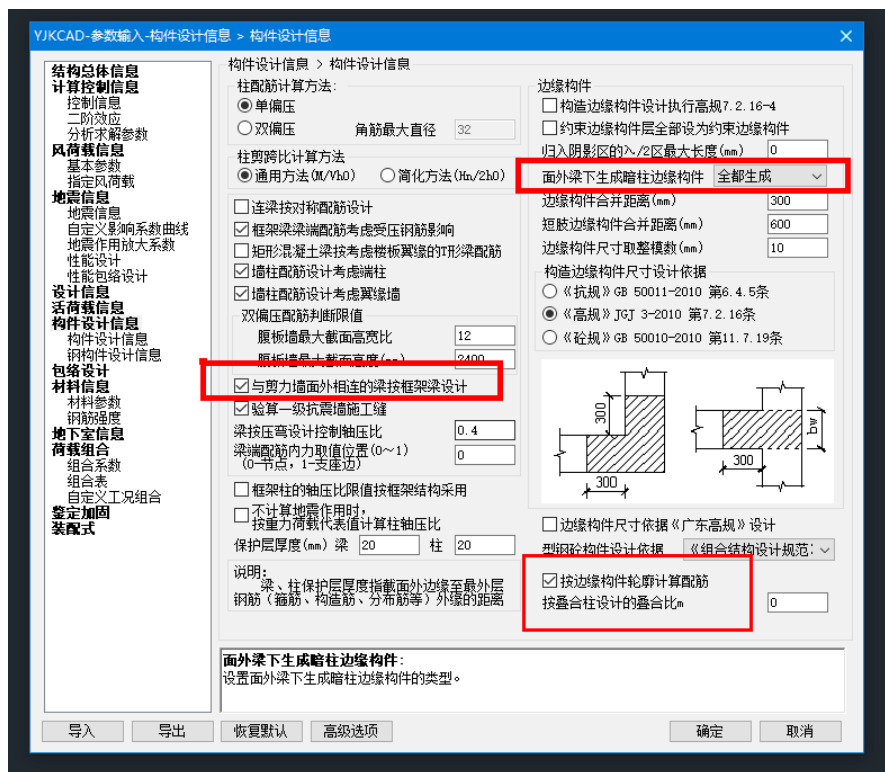 YJKCAD-参数输入-构件设计信息 > 构件设计信息
结构总体信息
计算控制信息
控制信息
二阶效应
分析求解参数
风荷载信息
基本参数
指定风荷载
地震信息
地震信息
自定义影响系数曲线
地震作用放大系数
性能设计
性能包络设计
设计信息
活荷载信息
构件设计信息
构件设计信息
钢构件设计信息
包络设计
材料信息
材料参数
钢筋强度
地下室信息
荷载组合
组合系数
组合表
自定义工况组合
鉴定加固
装配式
构件设计信息 > 构件设计信息
柱配筋计算方法:
单偏压
双偏压 角筋最大直径 32
柱剪跨比计算方法
通用方法(M/Vh0) 简化方法(Hn/2h0)
连梁按对称配筋设计
框架梁梁端配筋考虑受压钢筋影响
矩形混凝土梁按考虑楼板翼缘的T形梁配筋
墙柱配筋设计考虑端柱
墙柱配筋设计考虑翼缘墙
双偏压配筋判断限值
腹板墙最大截面高宽比 12
腹板墙最大截面高度(mm) 2400
与剪力墙面外相连的梁按框架梁设计
验算一级抗震墙施工缝
梁按压弯设计控制轴压比 0.4
梁端配筋内力取值位置(0～1)
(0-节点, 1-支座边) 0
框架柱的轴压比限值按框架结构采用
不计算地震作用时,
按重力荷载代表值计算柱轴压比
保护层厚度(mm) 梁 20 柱 20
说明:
梁、柱保护层厚度指截面外边缘至最外层
钢筋（箍筋、构造筋、分布筋等）外缘的距离
边缘构件
构造边缘构件设计执行高规7.2.16-4
约束边缘构件层全部设为约束边缘构件
归入阴影区的λ/2区最大长度(mm) 0
面外梁下生成暗柱边缘构件 全部生成
边缘构件合并距离(mm) 300
短肢边缘构件合并距离(mm) 600
边缘构件尺寸取整模数(mm) 10
构造边缘构件尺寸设计依据
《抗规》GB 50011-2010 第6.4.5条
《高规》JGJ 3-2010 第7.2.16条
《砼规》GB 50010-2010 第11.7.19条
300
300
bw
300
边缘构件尺寸依据《广东高规》设计
型钢砼构件设计依据 《组合结构设计规范:
按边缘构件轮廓计算配筋
按叠合柱设计的叠合比m 0
面外梁下生成暗柱边缘构件:
设置面外梁下生成暗柱边缘构件的类型。
导入 导出 恢复默认 高级选项 确定 取消